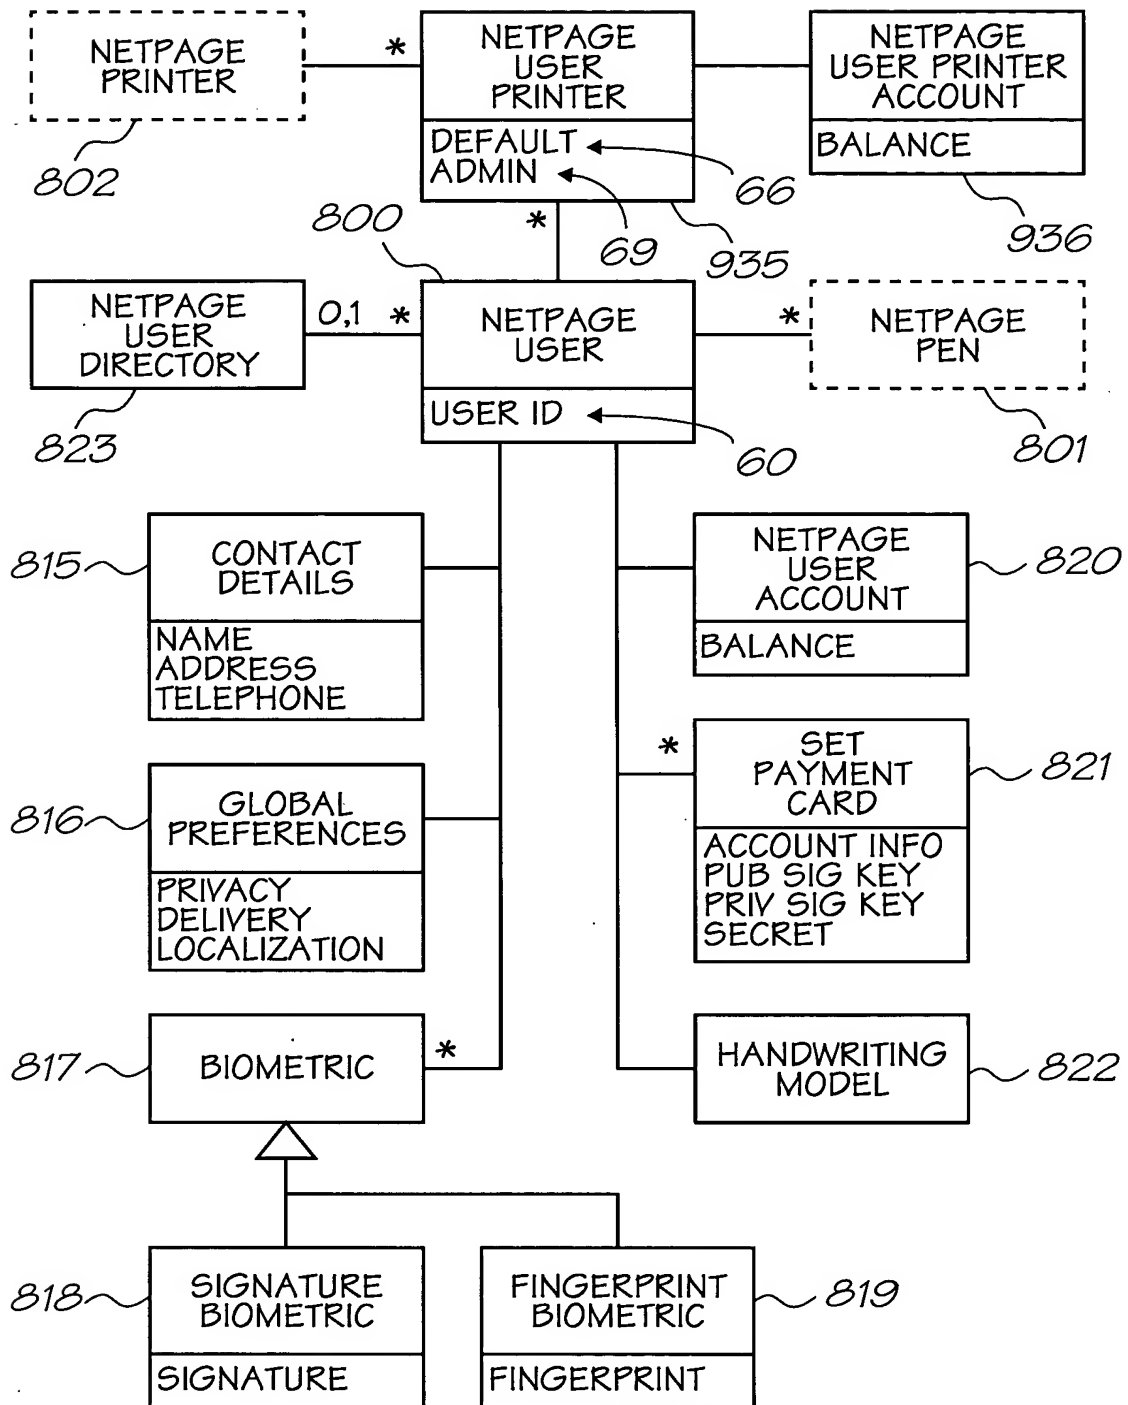 NETPAGE
PRINTER
802
*
NETPAGE
USER
PRINTER
DEFAULT
ADMIN
66
69
935
NETPAGE
USER PRINTER
ACCOUNT
BALANCE
936
*
800
NETPAGE
USER
DIRECTORY
823
0,1
*
NETPAGE
USER
USER ID
60
*
NETPAGE
PEN
801
815
CONTACT
DETAILS
NAME
ADDRESS
TELEPHONE
NETPAGE
USER
ACCOUNT
BALANCE
820
816
GLOBAL
PREFERENCES
PRIVACY
DELIVERY
LOCALIZATION
*
SET
PAYMENT
CARD
ACCOUNT INFO
PUB SIG KEY
PRIV SIG KEY
SECRET
821
817
BIOMETRIC
*
HANDWRITING
MODEL
822
818
SIGNATURE
BIOMETRIC
SIGNATURE
FINGERPRINT
BIOMETRIC
FINGERPRINT
819